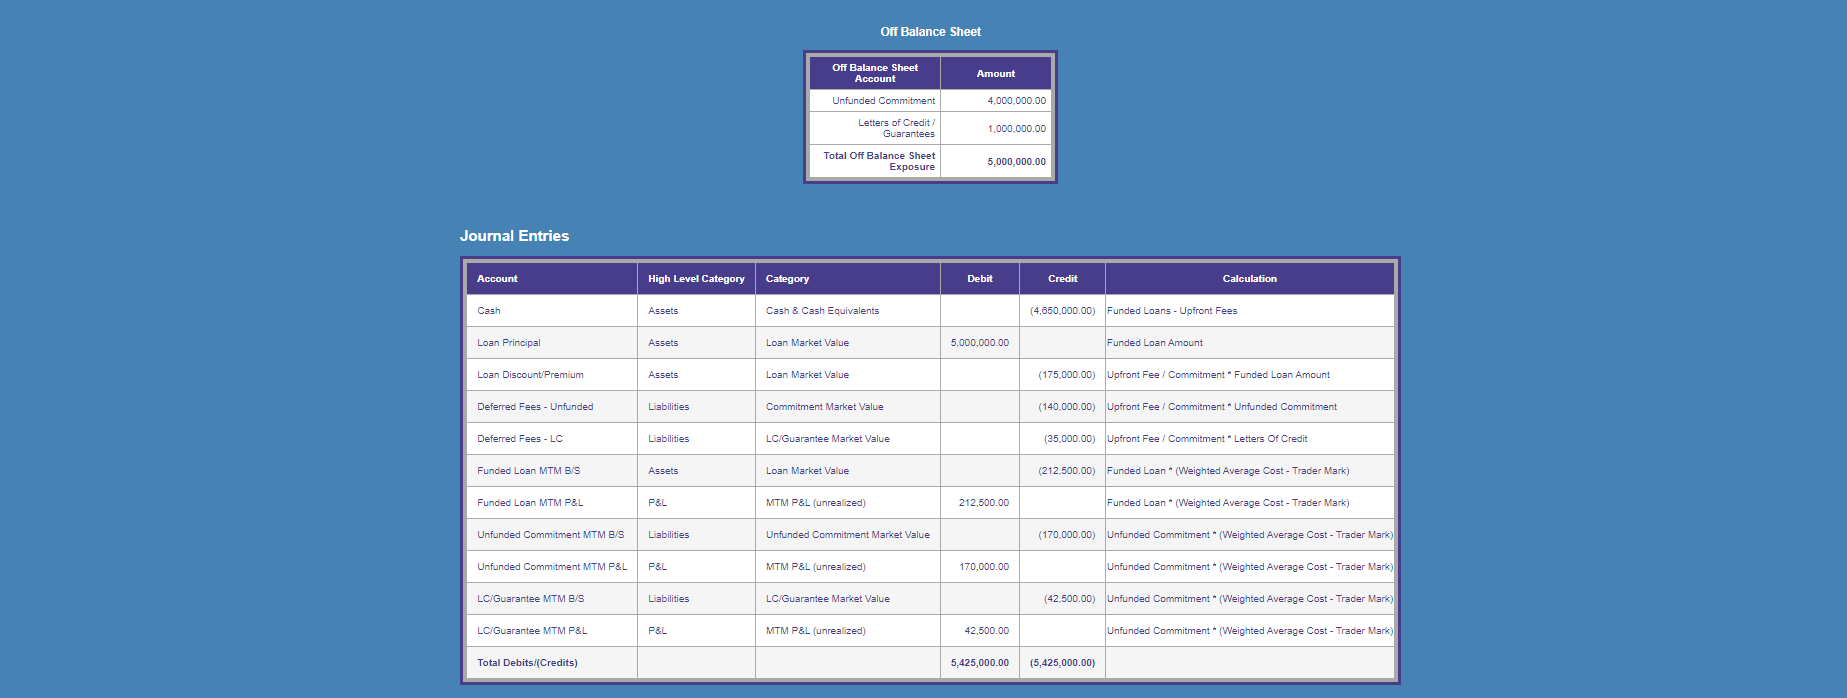 Off Balance Sheet
Off Balance Sheet Account Amount
Unfunded Commitment 4,000,000.00
Letters of Credit / Guarantees 1,000,000.00
Total Off Balance Sheet Exposure 5,000,000.00
Journal Entries
Account High Level Category Category Debit Credit Calculation
Cash Assets Cash & Cash Equivalents (4,650,000.00) Funded Loans - Upfront Fees
Loan Principal Assets Loan Market Value 5,000,000.00 Funded Loan Amount
Loan Discount/Premium Assets Loan Market Value (175,000.00) Upfront Fee / Commitment * Funded Loan Amount
Deferred Fees - Unfunded Liabilities Commitment Market Value (140,000.00) Upfront Fee / Commitment * Unfunded Commitment
Deferred Fees - LC Liabilities LC/Guarantee Market Value (35,000.00) Upfront Fee / Commitment * Letters Of Credit
Funded Loan MTM B/S Assets Loan Market Value (212,500.00) Funded Loan * (Weighted Average Cost - Trader Mark)
Funded Loan MTM P&L P&L MTM P&L (unrealized) 212,500.00 Funded Loan * (Weighted Average Cost - Trader Mark)
Unfunded Commitment MTM B/S Liabilities Unfunded Commitment Market Value (170,000.00) Unfunded Commitment * (Weighted Average Cost - Trader Mark)
Unfunded Commitment MTM P&L P&L MTM P&L (unrealized) 170,000.00 Unfunded Commitment * (Weighted Average Cost - Trader Mark)
LC/Guarantee MTM B/S Liabilities LC/Guarantee Market Value (42,500.00) Unfunded Commitment * (Weighted Average Cost - Trader Mark)
LC/Guarantee MTM P&L P&L MTM P&L (unrealized) 42,500.00 Unfunded Commitment * (Weighted Average Cost - Trader Mark)
Total Debits/(Credits) 5,425,000.00 (5,425,000.00)